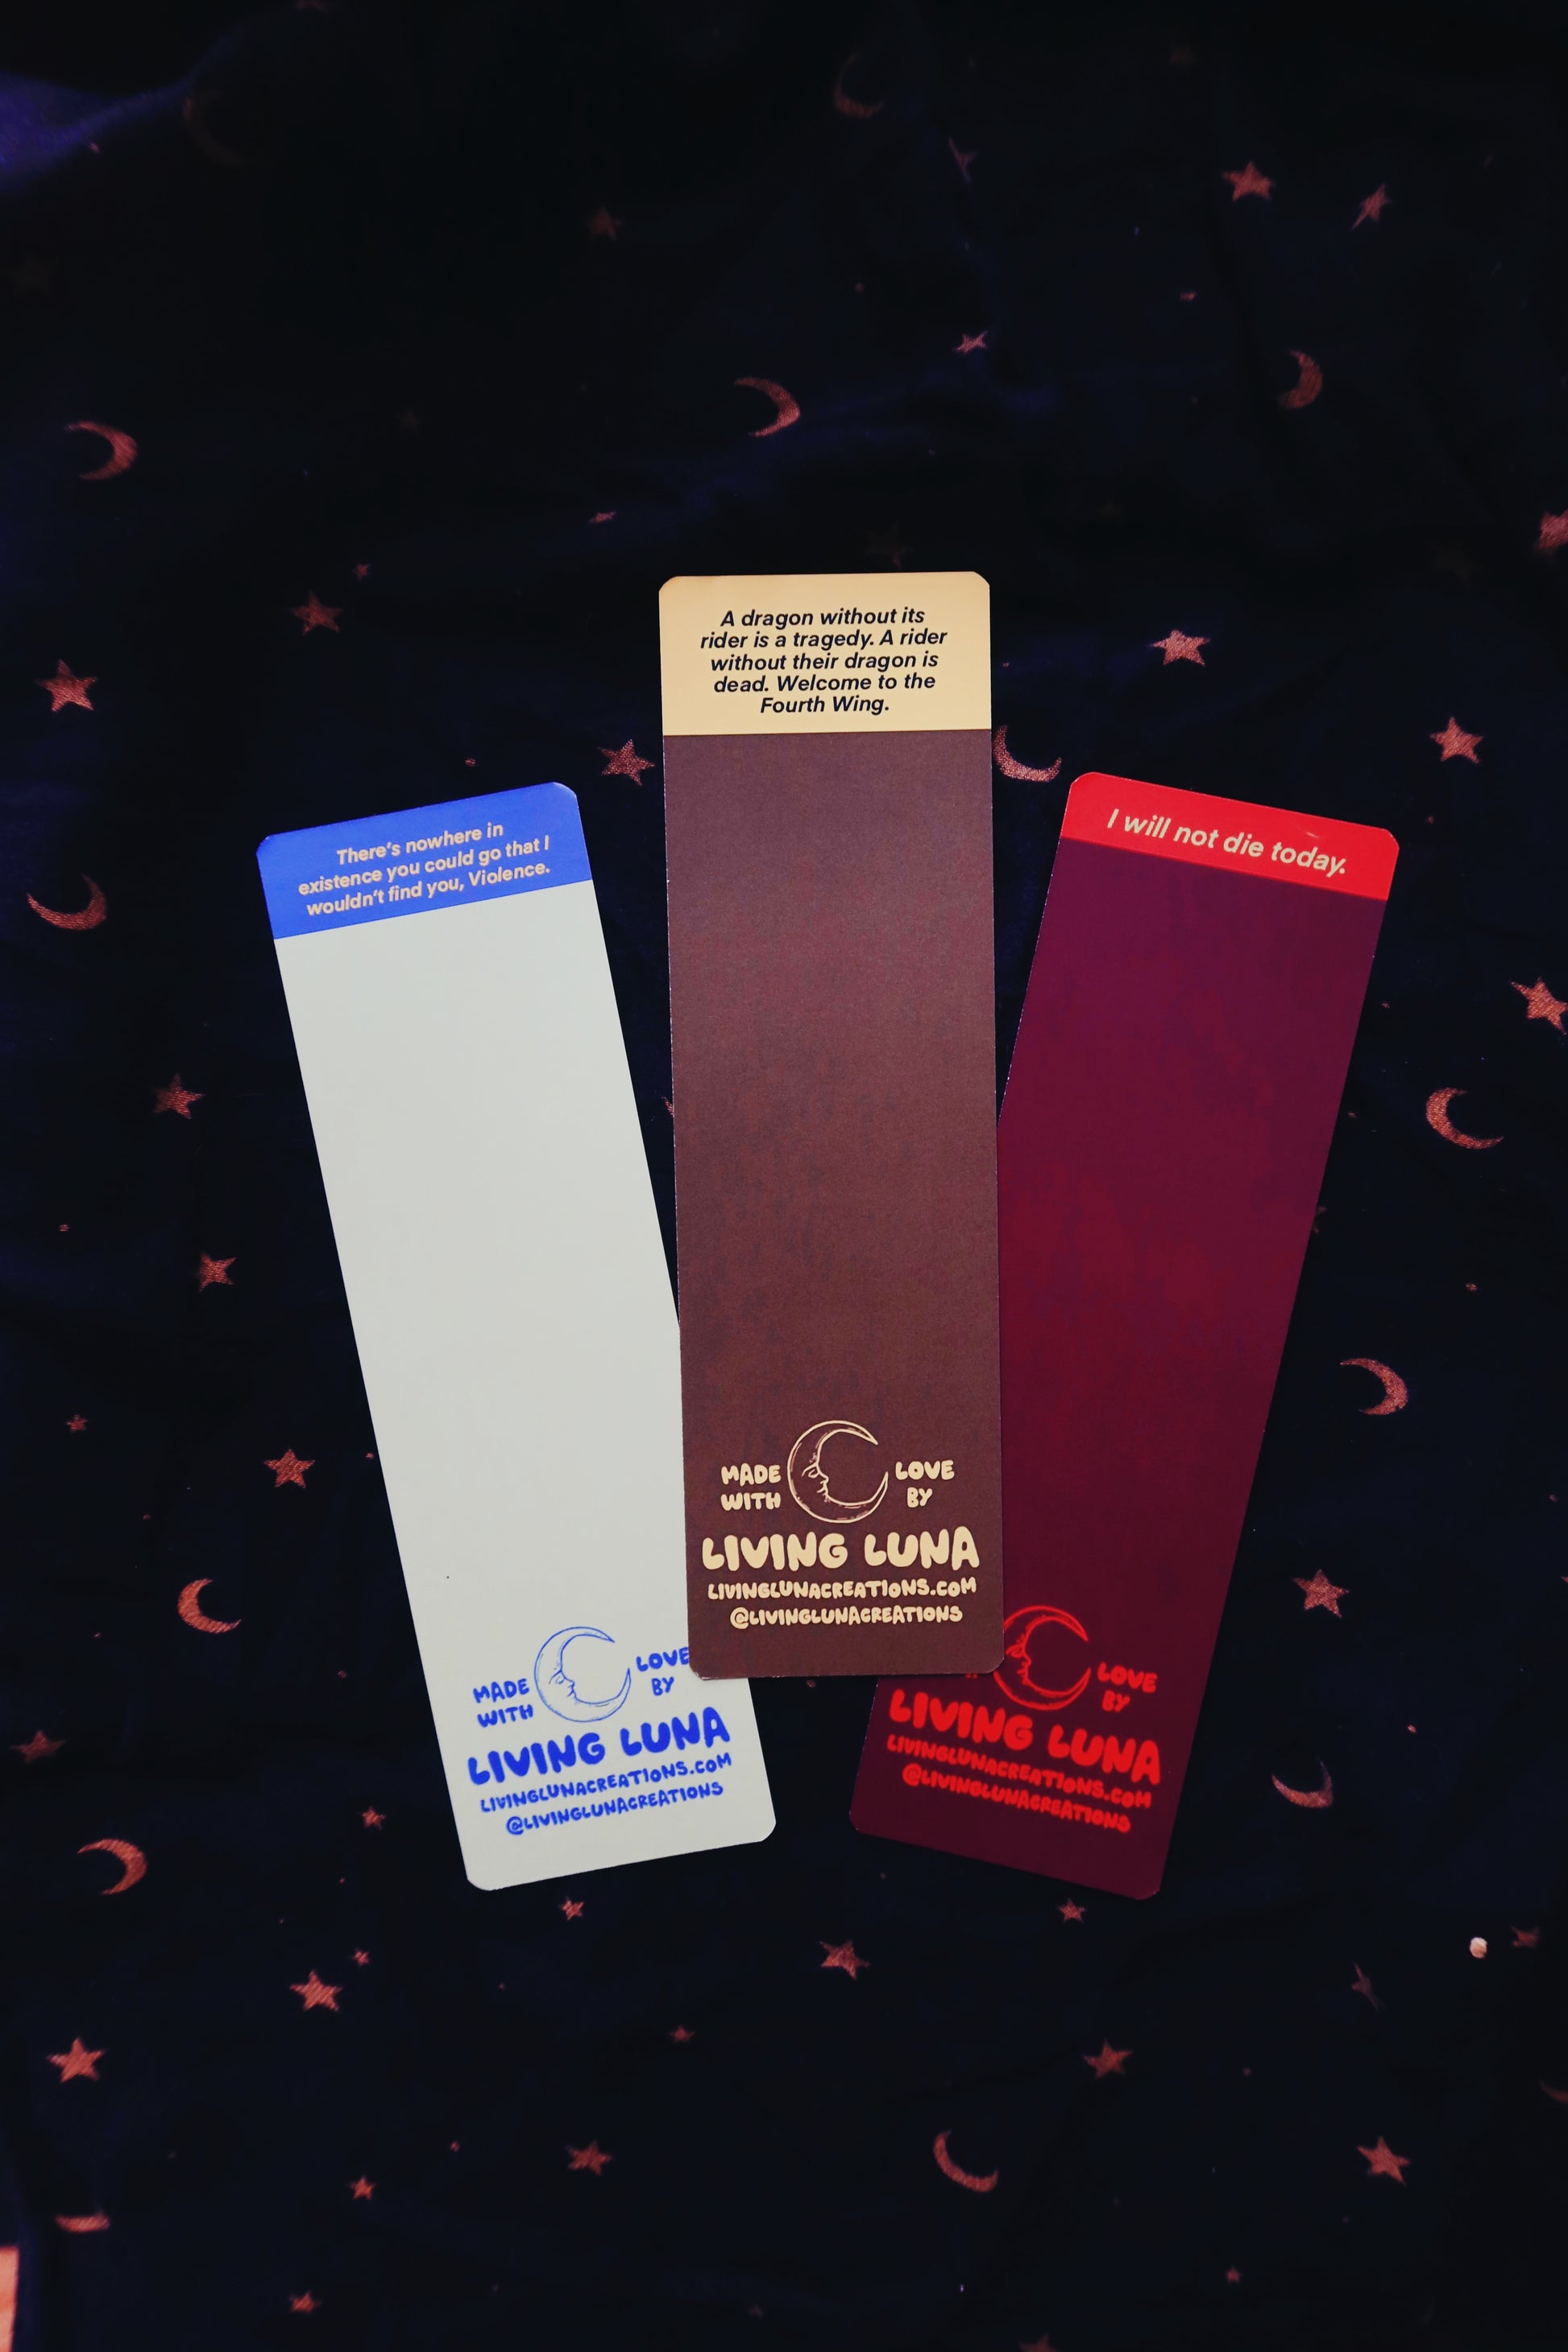 There's nowhere in
existence you could go that I
wouldn't find you, Violence.
MADE WITH
LOVE BY
LIVING LUNA
LIVINGLUNACREATIONS.COM
@LIVINGLUNACREATIONS
A dragon without its
rider is a tragedy. A rider
without their dragon is
dead. Welcome to the
Fourth Wing.
MADE WITH
LOVE BY
LIVING LUNA
LIVINGLUNACREATIONS.COM
@LIVINGLUNACREATIONS
I will not die today.
LOVE BY
LIVING LUNA
LIVINGLUNACREATIONS.COM
@LIVINGLUNACREATIONS